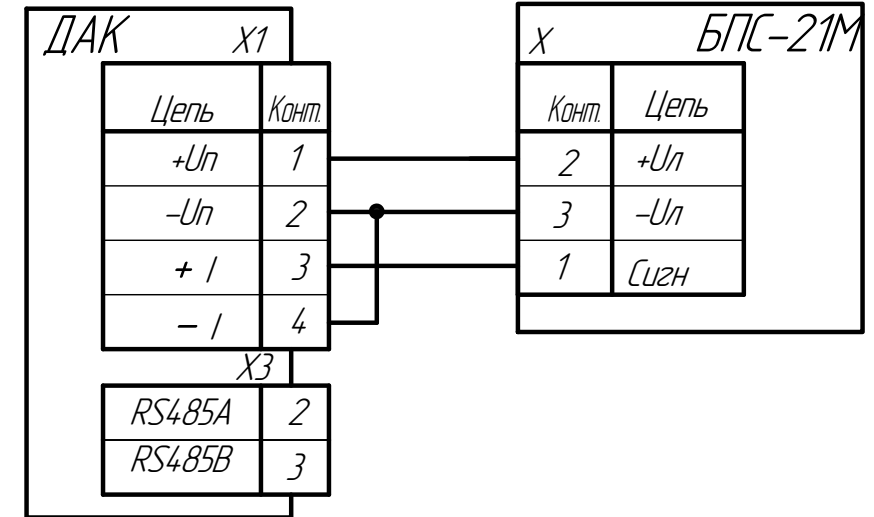 ДАК X1
Цепь Конт.
+Uп 1
-Uп 2
+ I 3
- I 4
X3
RS485A 2
RS485B 3
X БПС-21М
Конт. Цепь
2 +Uл
3 -Uл
1 Сигн